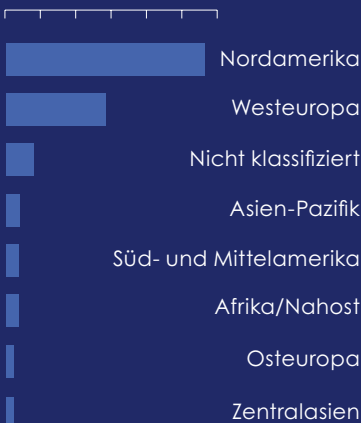 Nordamerika
Westeuropa
Nicht klassifiziert
Asien-Pazifik
Süd- und Mittelamerika
Afrika/Nahost
Osteuropa
Zentralasien